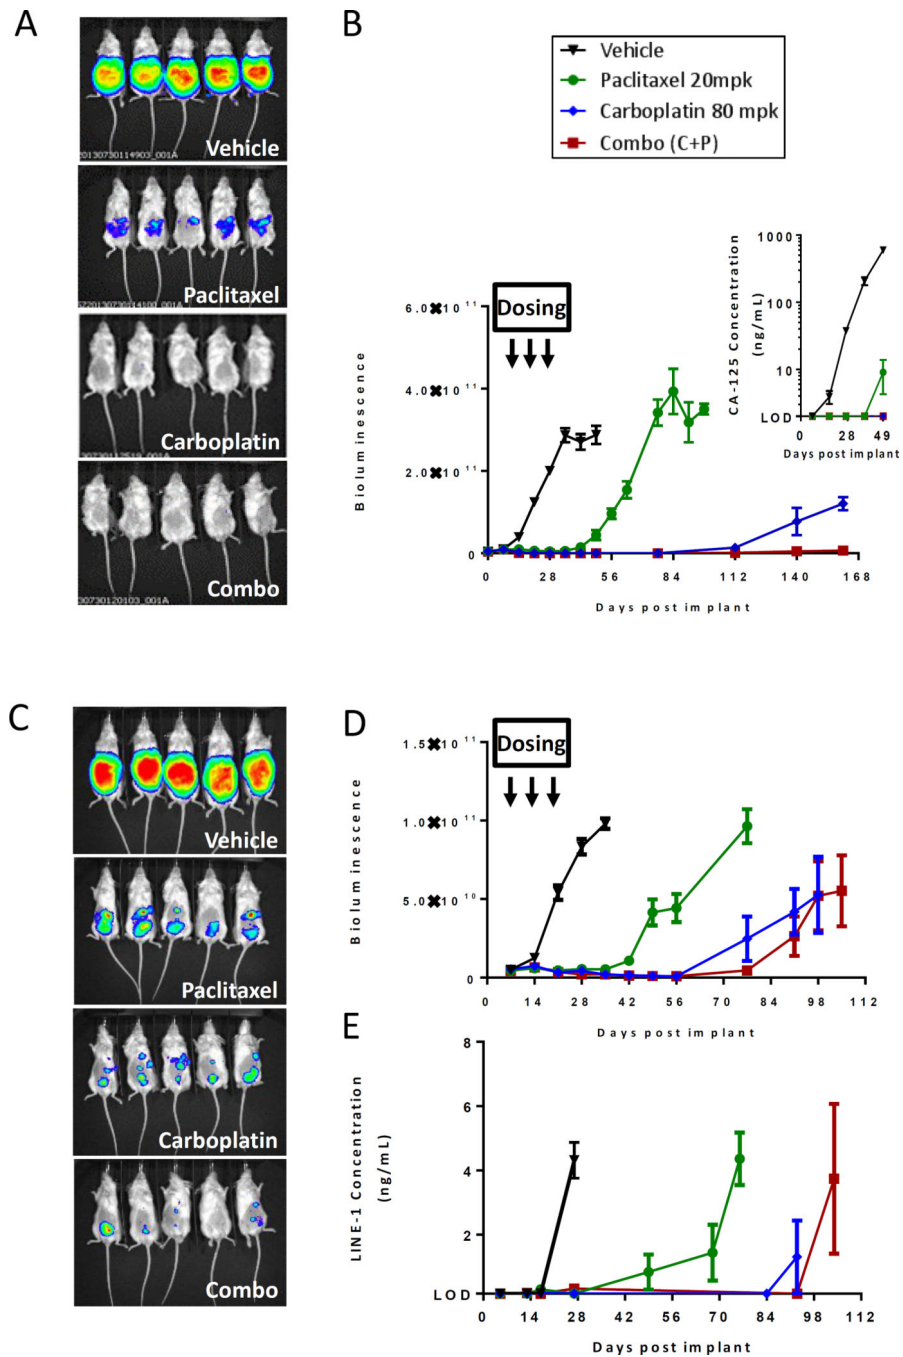 A
Vehicle
20130730114903_001A
Paclitaxel
Carboplatin
Combo
30730120103_001A
B
Vehicle
Paclitaxel 20mpk
Carboplatin 80 mpk
Combo (C+P)
Dosing
Bioluminescence
6.0✖10 11
4.0✖10 11
2.0✖10 11
0
0 28 56 84 112 140 168
Days post implant
CA-125 Concentration
(ng/mL)
1000
100
10
LOD
0 28 49
Days post implant
C
Vehicle
Paclitaxel
Carboplatin
Combo
D
Dosing
Bioluminescence
1.5✖10 11
1.0✖10 11
5.0✖10 10
0
0 14 28 42 56 70 84 98 112
Days post implant
E
LINE-1 Concentration
(ng/mL)
8
6
4
2
LOD
0 14 28 42 56 70 84 98 112
Days post implant